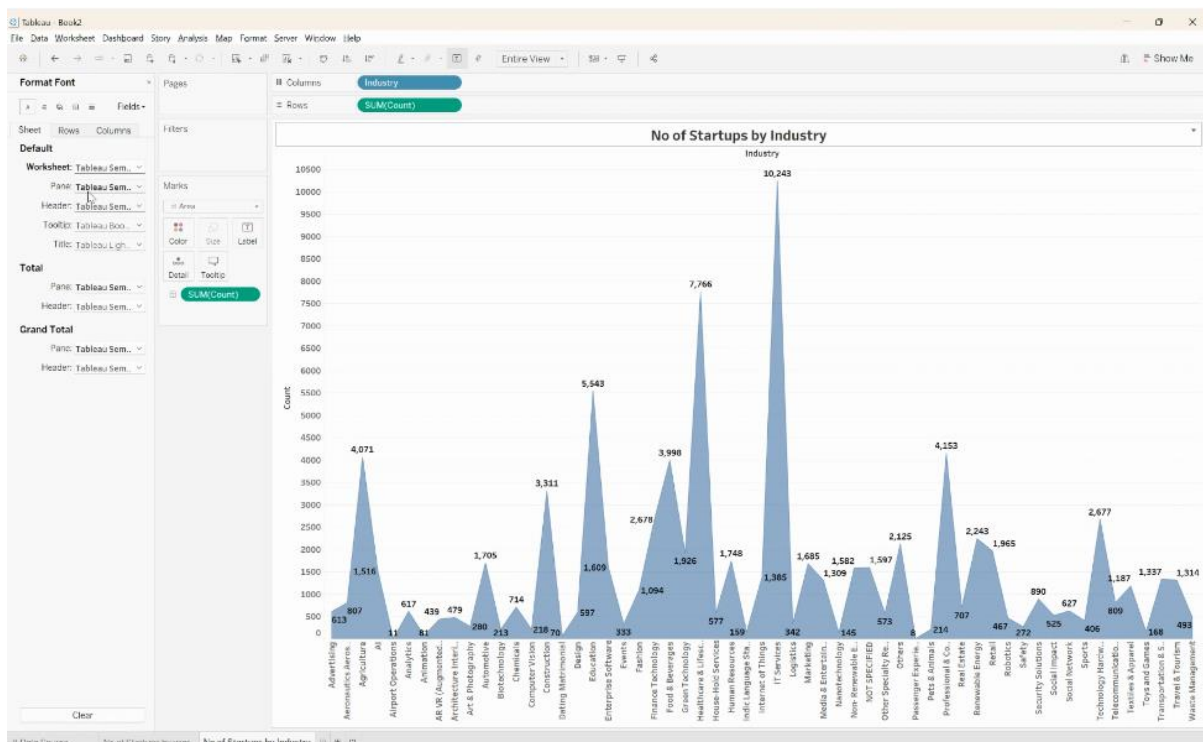 Tableau - Book2
File Data Worksheet Dashboard Story Analysis Map Format Server Window Help
Entire View
Show Me
Format Font
Fields
Sheet Rows Columns
Default
Worksheet: Tableau Sem..
Pane: Tableau Sem..
Header: Tableau Sem..
Tooltip: Tableau Boo..
Title: Tableau Ligh..
Total
Pane: Tableau Sem..
Header: Tableau Sem..
Grand Total
Pane: Tableau Sem..
Header: Tableau Sem..
Clear
Pages
Filters
Marks
Area
Color Size Label
Detail Tooltip
SUM(Count)
Columns Industry
Rows SUM(Count)
No of Startups by Industry
Industry
Count
10500
10000
9500
9000
8500
8000
7500
7000
6500
6000
5500
5000
4500
4000
3500
3000
2500
2000
1500
1000
500
0
613
807
4,071
1,516
11
617
81
439
479
280
1,705
213
714
218
3,311
70
597
5,543
1,609
333
1,094
2,678
3,998
1,926
7,766
577
1,748
159
1,385
10,243
342
1,685
1,309
145
1,582
1,597
573
2,125
8
214
4,153
707
2,243
1,965
467
272
890
525
627
406
2,677
809
1,187
168
1,337
1,314
493
Advertising
Aeronautics Aeros..
Agriculture
AI
Airport Operations
Analytics
Animation
AR VR (Augmented..
Architecture Interi..
Art & Photography
Automotive
Biotechnology
Chemicals
Computer Vision
Construction
Dating Matrimonial
Design
Education
Enterprise Software
Events
Fashion
Finance Technology
Food & Beverages
Green Technology
Healthcare & Lifesc..
House-Hold Services
Human Resources
Indic Language Sta..
Internet of Things
IT Services
Logistics
Marketing
Media & Entertain..
Nanotechnology
Non- Renewable E..
NOT SPECIFIED
Other Specialty Re..
Others
Passenger Experie..
Pets & Animals
Professional & Co..
Real Estate
Renewable Energy
Retail
Robotics
Safety
Security Solutions
Social Impact
Social Network
Sports
Technology Hardw..
Telecommunicatio..
Textiles & Apparel
Toys and Games
Transportation & S..
Travel & Tourism
Waste Management
No of Startups by Industry